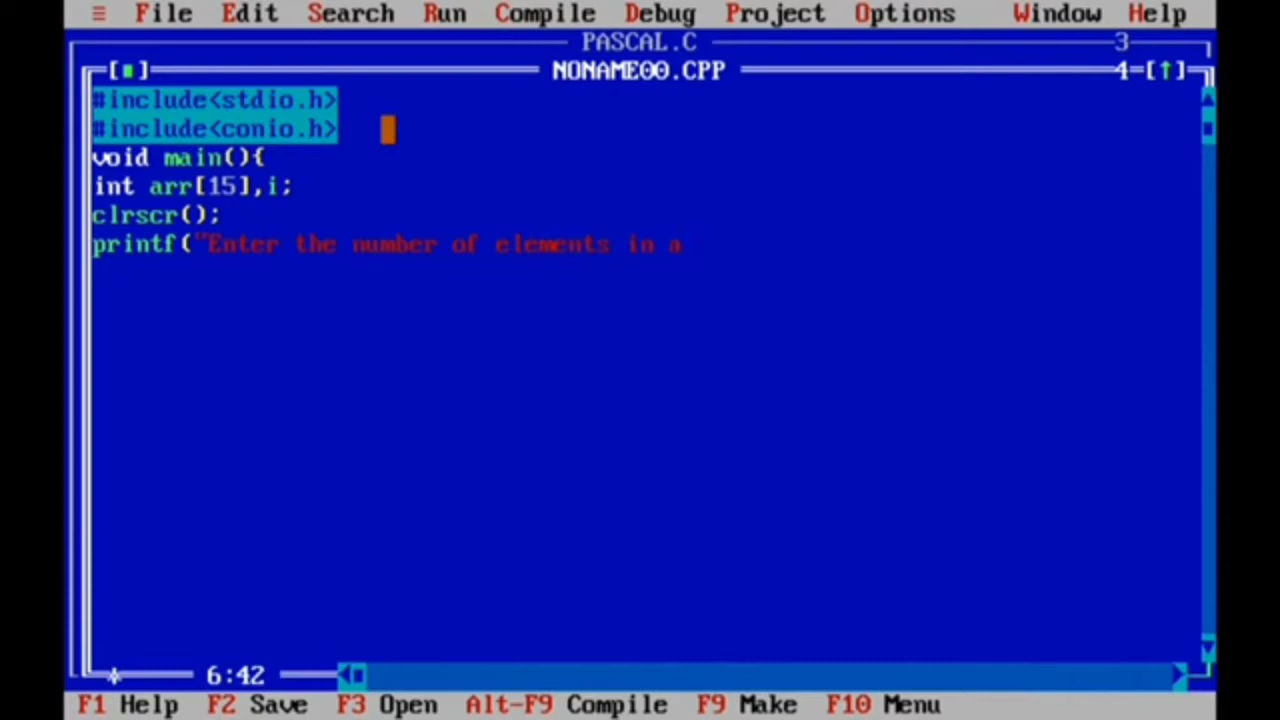 ≡ File Edit Search Run Compile Debug Project Options Window Help
PASCAL.C 3
[■] NONAME00.CPP 4=[↑]
#include<stdio.h>
#include<conio.h>
void main(){
int arr[15],i;
clrscr();
printf("Enter the number of elements in a
6:42
F1 Help F2 Save F3 Open Alt-F9 Compile F9 Make F10 Menu